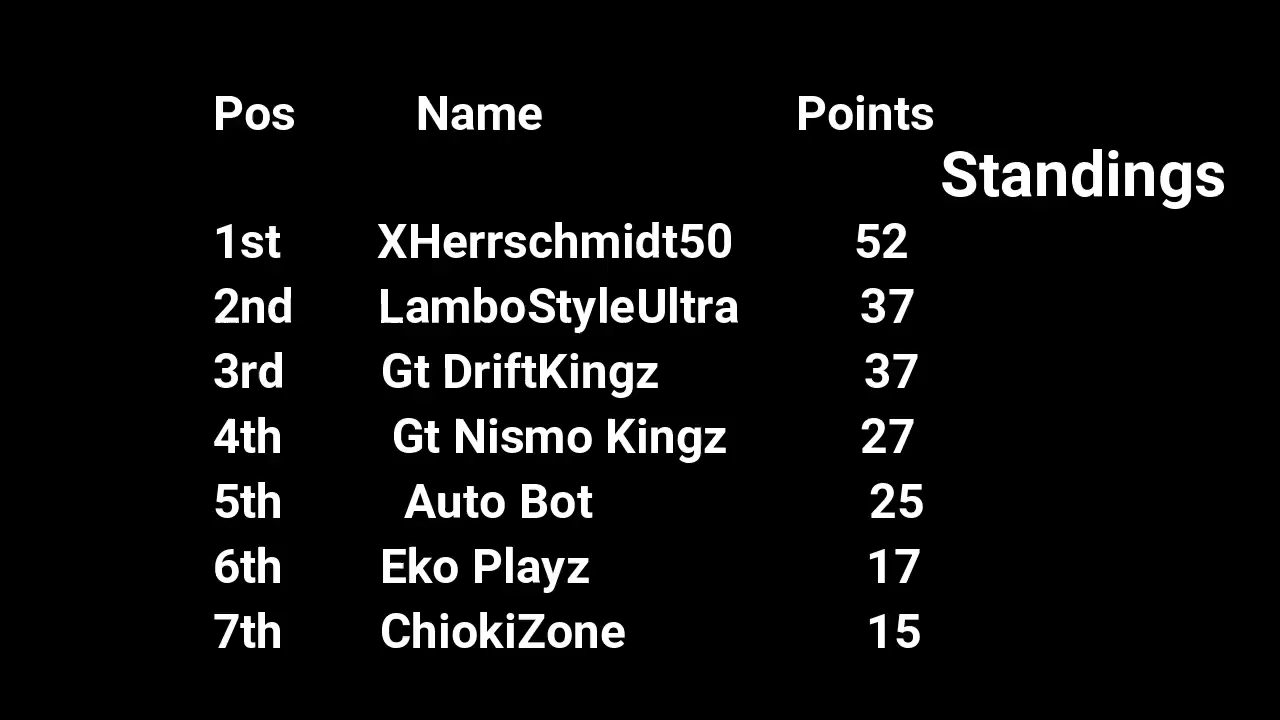 Pos Name Points
Standings
1st XHerrschmidt50 52
2nd LamboStyleUltra 37
3rd Gt DriftKingz 37
4th Gt Nismo Kingz 27
5th Auto Bot 25
6th Eko Playz 17
7th ChiokiZone 15